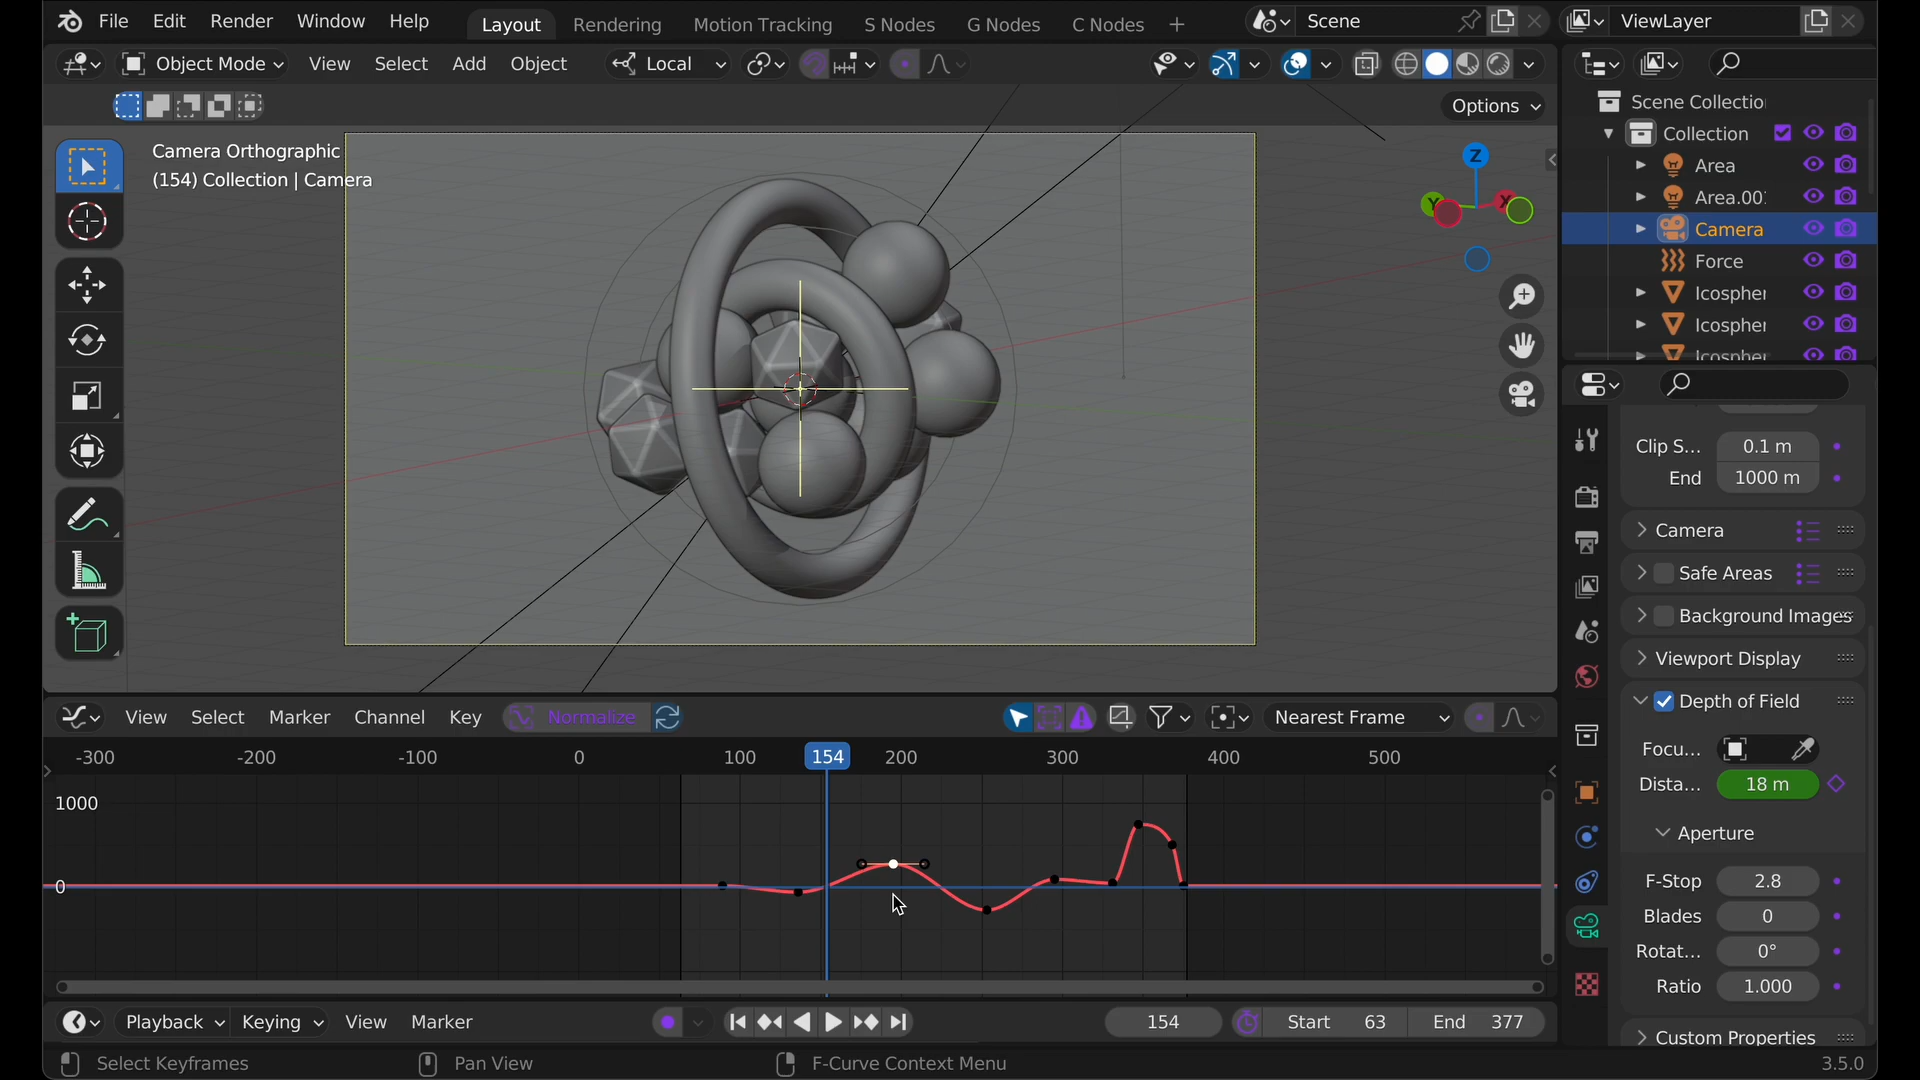 File Edit Render Window Help Layout Rendering Motion Tracking S Nodes G Nodes C Nodes + Scene ViewLayer
Object Mode View Select Add Object Local
Options
Camera Orthographic
(154) Collection | Camera
Z
Y X
Scene Collectio
Collection
Area
Area.00
Camera
Force
Icospher
Icospher
Icospher
Clip S... 0.1 m
End 1000 m
Camera
Safe Areas
Background Images
Viewport Display
Depth of Field
Focu...
Dista... 18 m
Aperture
F-Stop 2.8
Blades 0
Rotat... 0°
Ratio 1.000
Custom Properties
View Select Marker Channel Key Normalize Nearest Frame
-300 -200 -100 0 100 154 200 300 400 500
1000
0
Playback Keying View Marker 154 Start 63 End 377
Select Keyframes Pan View F-Curve Context Menu 3.5.0